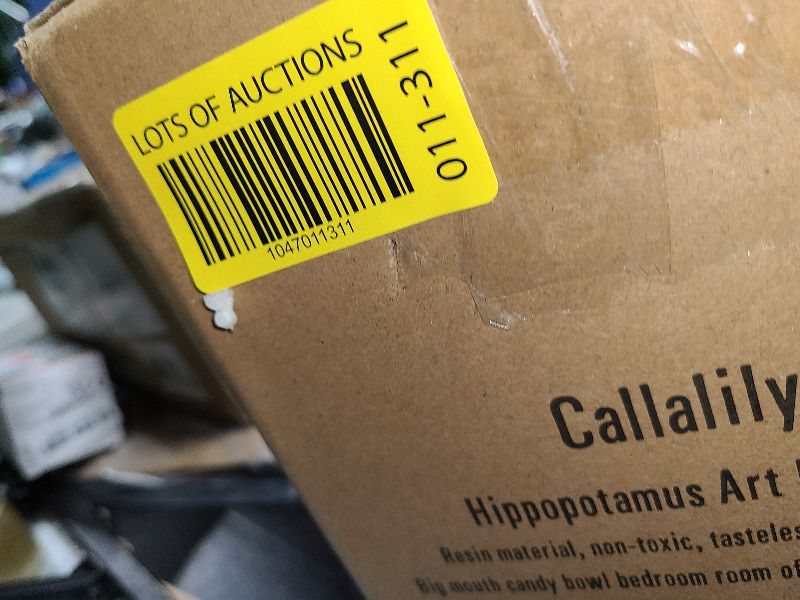 LOTS OF AUCTIONS
011-311
1047011311
Callalily
Hippopotamus Art
Resin material, non-toxic, tasteles
Big mouth candy bowl bedroom room of